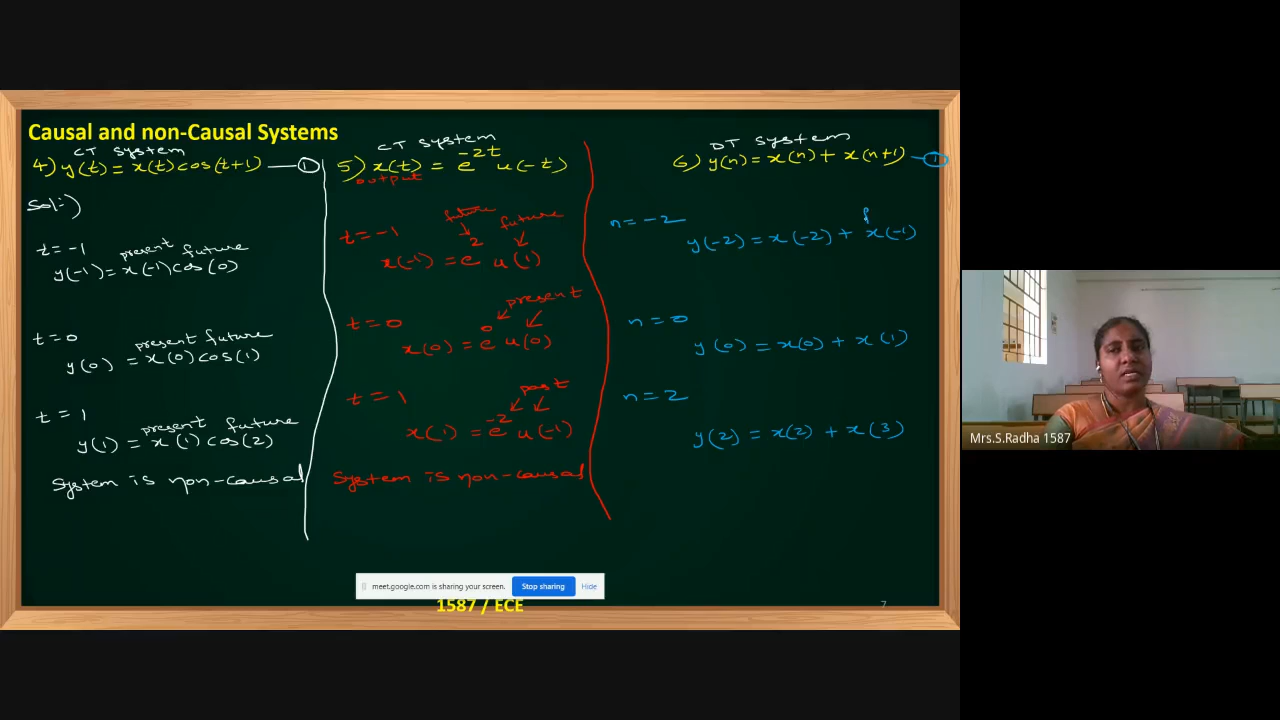 Causal and non-Causal Systems
CT system
4) y(t) = x(t) cos(t+1) — 1
Sol:)
t = -1
present future
y(-1) = x(-1) cos(0)
t = 0
present future
y(0) = x(0) cos(1)
t = 1
present future
y(1) = x(1) cos(2)
System is non-causal
CT system
5) x(t) = e^-2t u(-t)
output
t = -1
future future
x(-1) = e^2 u(1)
t = 0
present
x(0) = e^0 u(0)
t = 1
past
x(1) = e^-2 u(-1)
System is non-causal
DT system
6) y(n) = x(n) + x(n+1) — 1
n = -2
f
y(-2) = x(-2) + x(-1)
n = 0
y(0) = x(0) + x(1)
n = 2
y(2) = x(2) + x(3)
meet.google.com is sharing your screen. Stop sharing Hide
1587 / ECE
7
Mrs.S.Radha 1587